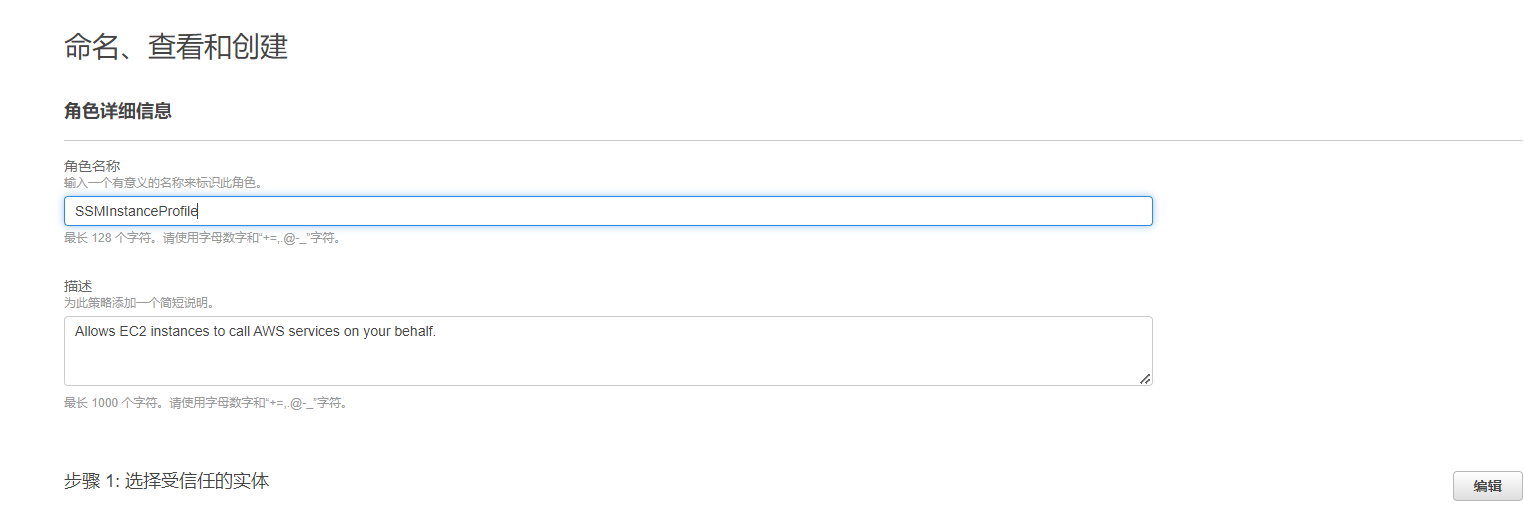 命名、查看和创建
角色详细信息
角色名称
输入一个有意义的名称来标识此角色。
SSMInstanceProfile
最长 128 个字符。请使用字母数字和“+=,.@-_”字符。
描述
为此策略添加一个简短说明。
Allows EC2 instances to call AWS services on your behalf.
最长 1000 个字符。请使用字母数字和“+=,.@-_”字符。
步骤 1: 选择受信任的实体
编辑